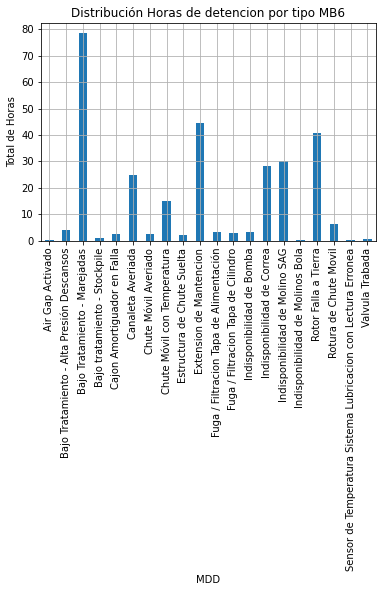 Distribución Horas de detencion por tipo MB6
Total de Horas
80
70
60
50
40
30
20
10
0
Air Gap Activado
Bajo Tratamiento - Alta Presión Descansos
Bajo Tratamiento - Marejadas
Bajo tratamiento - Stockpile
Cajon Amortiguador en Falla
Canaleta Averiada
Chute Móvil Averiado
Chute Móvil con Temperatura
Estructura de Chute Suelta
Extension de Mantencion
Fuga / Filtracion Tapa de Alimentación
Fuga / Filtracion Tapa de Cilindro
Indisponibilidad de Bomba
Indisponibilidad de Correa
Indisponibilidad de Molino SAG
Indisponibilidad de Molinos Bola
Rotor Falla a Tierra
Rotura de Chute Movil
Sensor de Temperatura Sistema Lubricacion con Lectura Erronea
Valvula Trabada
MDD